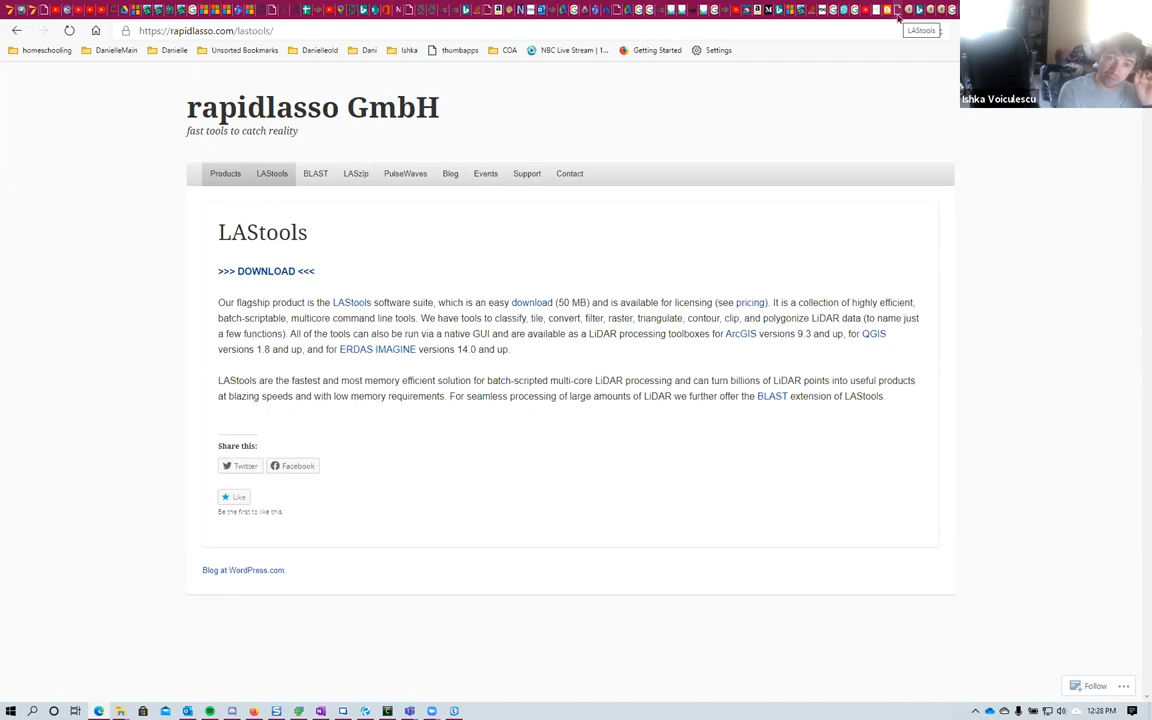 https://rapidlasso.com/lastools/
LAStools
homeschooling DanielleMain Danielle Unsorted Bookmarks Danielleold Dani Ishka thumbapps COA NBC Live Stream | 1... Getting Started Settings
Ishka Voiculescu
rapidlasso GmbH
fast tools to catch reality
Products LAStools BLAST LASzip PulseWaves Blog Events Support Contact
LAStools
>>> DOWNLOAD <<<
Our flagship product is the LAStools software suite, which is an easy download (50 MB) and is available for licensing (see pricing). It is a collection of highly efficient,
batch-scriptable, multicore command line tools. We have tools to classify, tile, convert, filter, raster, triangulate, contour, clip, and polygonize LiDAR data (to name just
a few functions). All of the tools can also be run via a native GUI and are available as a LiDAR processing toolboxes for ArcGIS versions 9.3 and up, for QGIS
versions 1.8 and up, and for ERDAS IMAGINE versions 14.0 and up.
LAStools are the fastest and most memory efficient solution for batch-scripted multi-core LiDAR processing and can turn billions of LiDAR points into useful products
at blazing speeds and with low memory requirements. For seamless processing of large amounts of LiDAR we further offer the BLAST extension of LAStools.
Share this:
Twitter Facebook
Like
Be the first to like this.
Blog at WordPress.com.
Follow ...
12:28 PM